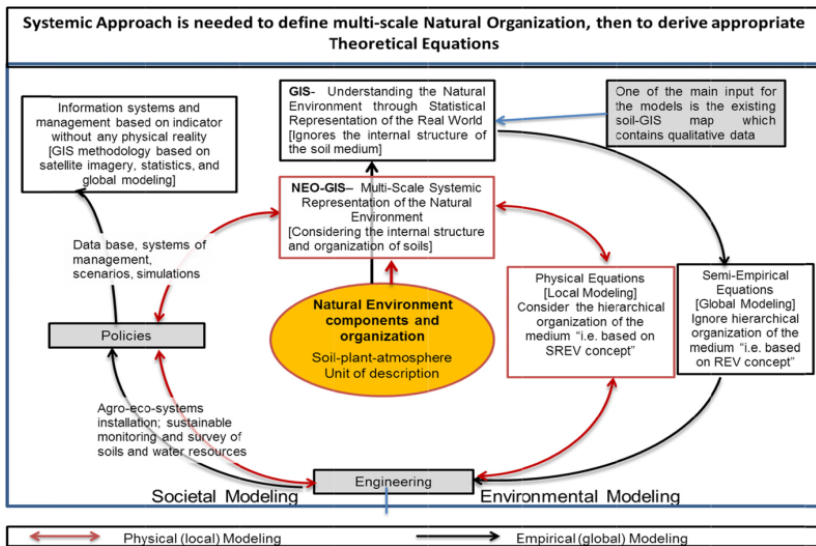 Systemic Approach is needed to define multi-scale Natural Organization, then to derive appropriate
Theoretical Equations
Information systems and
management based on indicator
without any physical reality
[GIS methodology based on
satellite imagery, statistics, and
global modeling]
GIS- Understanding the Natural
Environment through Statistical
Representation of the Real World
[Ignores the internal structure of
the soil medium]
One of the main input for
the models is the existing
soil-GIS map which
contains qualitative data
NEO-GIS– Multi-Scale Systemic
Representation of the Natural
Environment
[Considering the internal structure
and organization of soils]
Data base, systems of
management,
scenarios, simulations
Natural Environment
components and
organization
Soil-plant-atmosphere
Unit of description
Physical Equations
[Local Modeling]
Consider the hierarchical
organization of the
medium “i.e. based on
SREV concept”
Semi-Empirical
Equations
[Global Modeling]
Ignore hierarchical
organization of the
medium “i.e. based
on REV concept”
Policies
Agro-eco-systems
installation; sustainable
monitoring and survey of
soils and water resources
Engineering
Societal Modeling
Environmental Modeling
Physical (local) Modeling
Empirical (global) Modeling